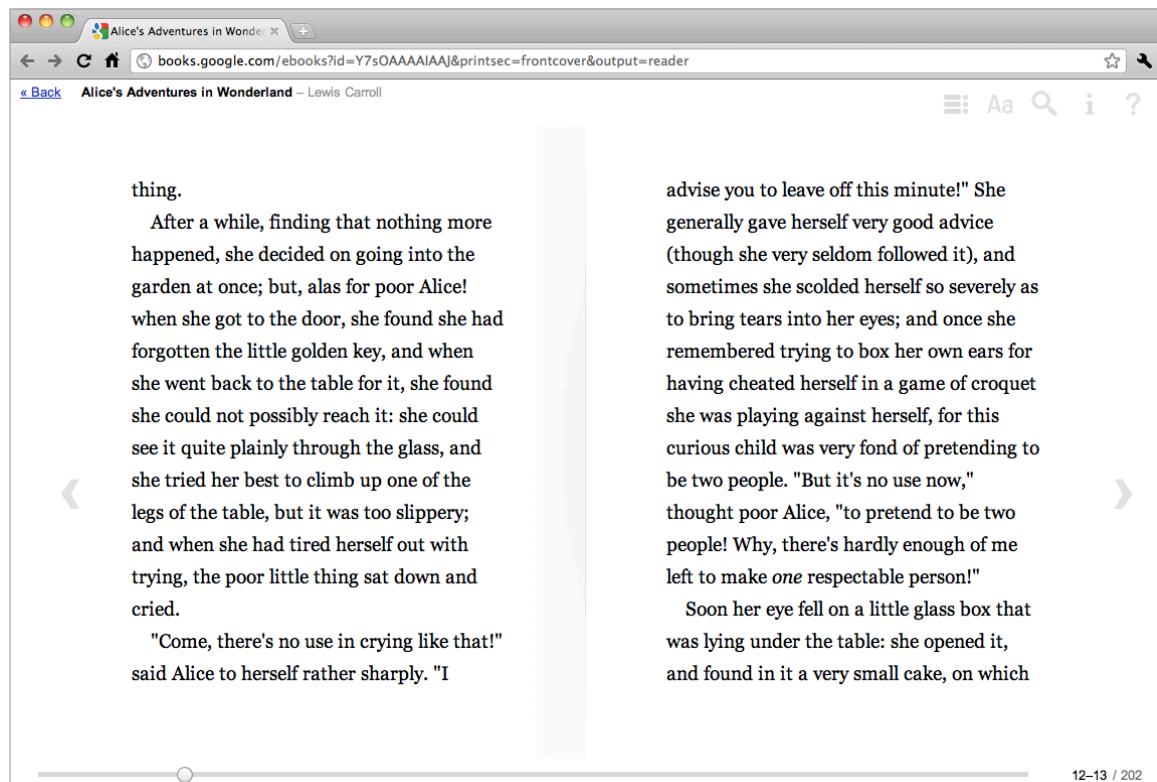 Alice's Adventures in Wonder
books.google.com/ebooks?id=Y7sOAAAAIAAJ&printsec=frontcover&output=reader
« Back Alice's Adventures in Wonderland – Lewis Carroll
Aa i ?
thing.
After a while, finding that nothing more
happened, she decided on going into the
garden at once; but, alas for poor Alice!
when she got to the door, she found she had
forgotten the little golden key, and when
she went back to the table for it, she found
she could not possibly reach it: she could
see it quite plainly through the glass, and
she tried her best to climb up one of the
legs of the table, but it was too slippery;
and when she had tired herself out with
trying, the poor little thing sat down and
cried.
"Come, there's no use in crying like that!"
said Alice to herself rather sharply. "I
advise you to leave off this minute!" She
generally gave herself very good advice
(though she very seldom followed it), and
sometimes she scolded herself so severely as
to bring tears into her eyes; and once she
remembered trying to box her own ears for
having cheated herself in a game of croquet
she was playing against herself, for this
curious child was very fond of pretending to
be two people. "But it's no use now,"
thought poor Alice, "to pretend to be two
people! Why, there's hardly enough of me
left to make one respectable person!"
Soon her eye fell on a little glass box that
was lying under the table: she opened it,
and found in it a very small cake, on which
12–13 / 202